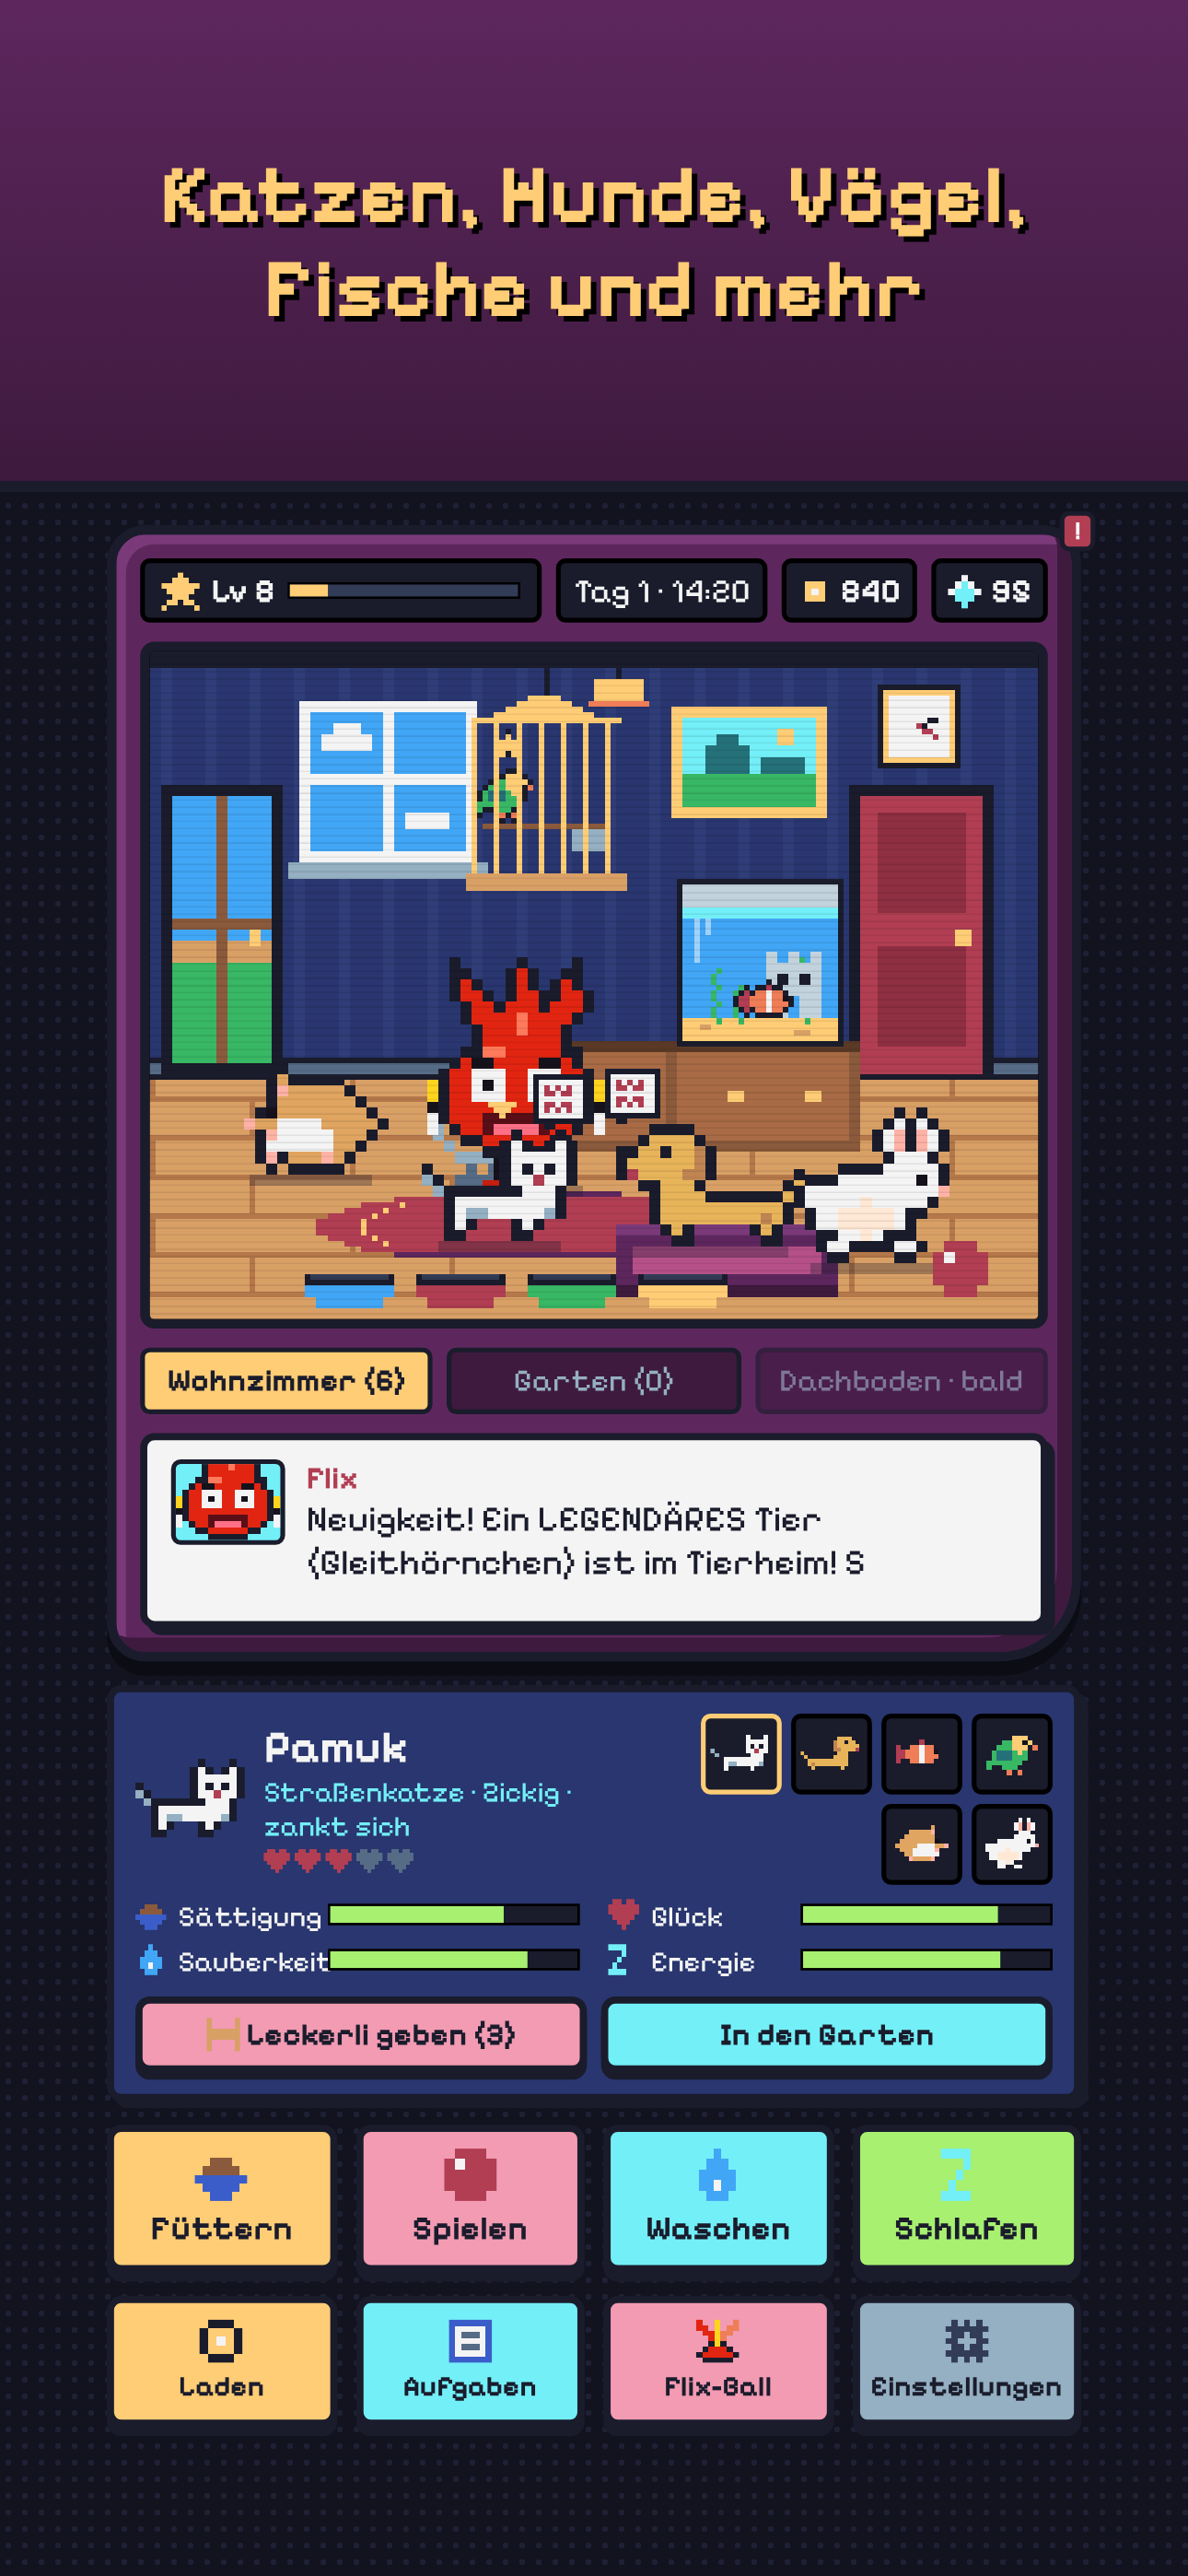 Katzen, Hunde, Vögel,
Fische und mehr
!
Lv 8
Tag 1 · 14:20
840
98
Wohnzimmer (6)
Garten (0)
Dachboden · bald
Flix
Neuigkeit! Ein LEGENDÄRES Tier
(Gleithörnchen) ist im Tierheim! S
Pamuk
Straßenkatze · Zickig ·
zankt sich
Sättigung
Glück
Sauberkeit
Energie
Leckerli geben (3)
In den Garten
Füttern
Spielen
Waschen
Schlafen
Laden
Aufgaben
Flix-Ball
Einstellungen